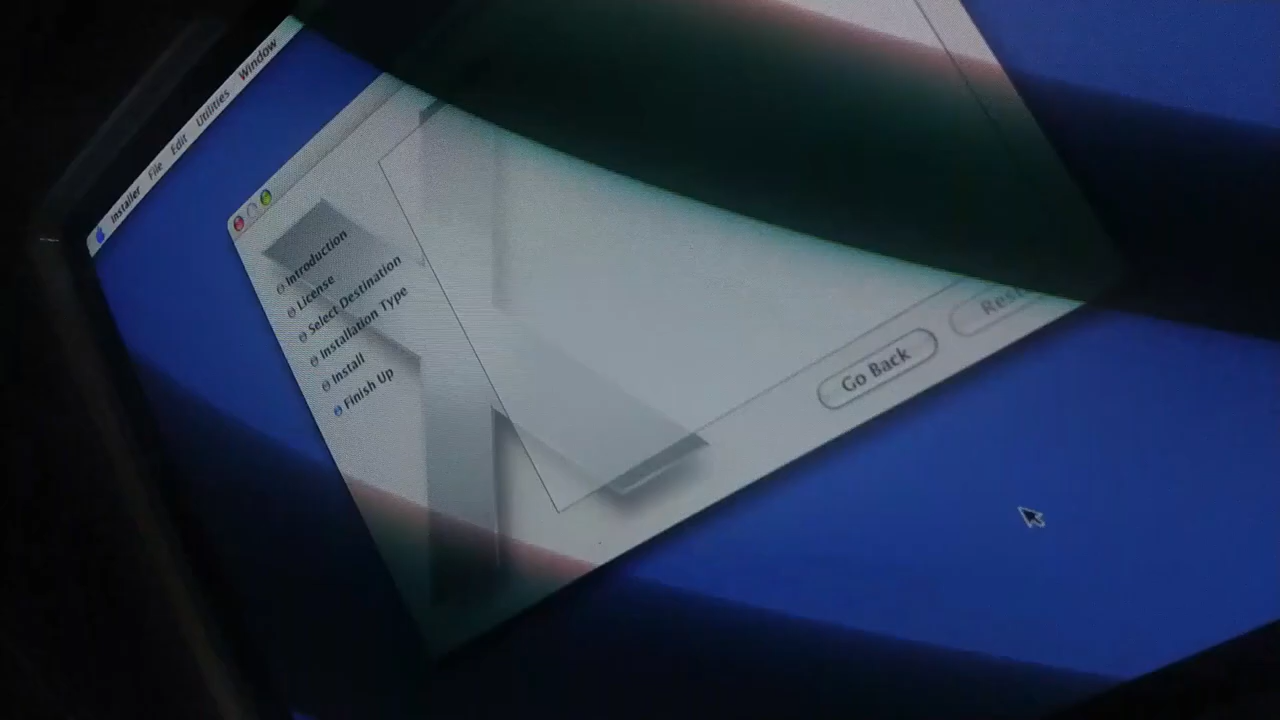 Installer File Edit Utilities Window
Introduction
License
Select Destination
Installation Type
Install
Finish Up
Go Back